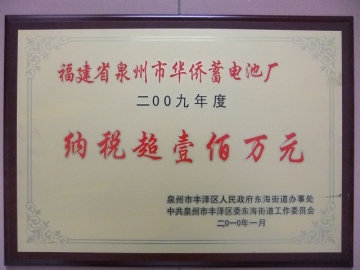 福建省泉州市华侨蓄电池厂
二00九年度
纳税超壹佰万元
泉州市丰泽区人民政府东海街道办事处
中共泉州市丰泽区委东海街道工作委员会
二0一0年一月